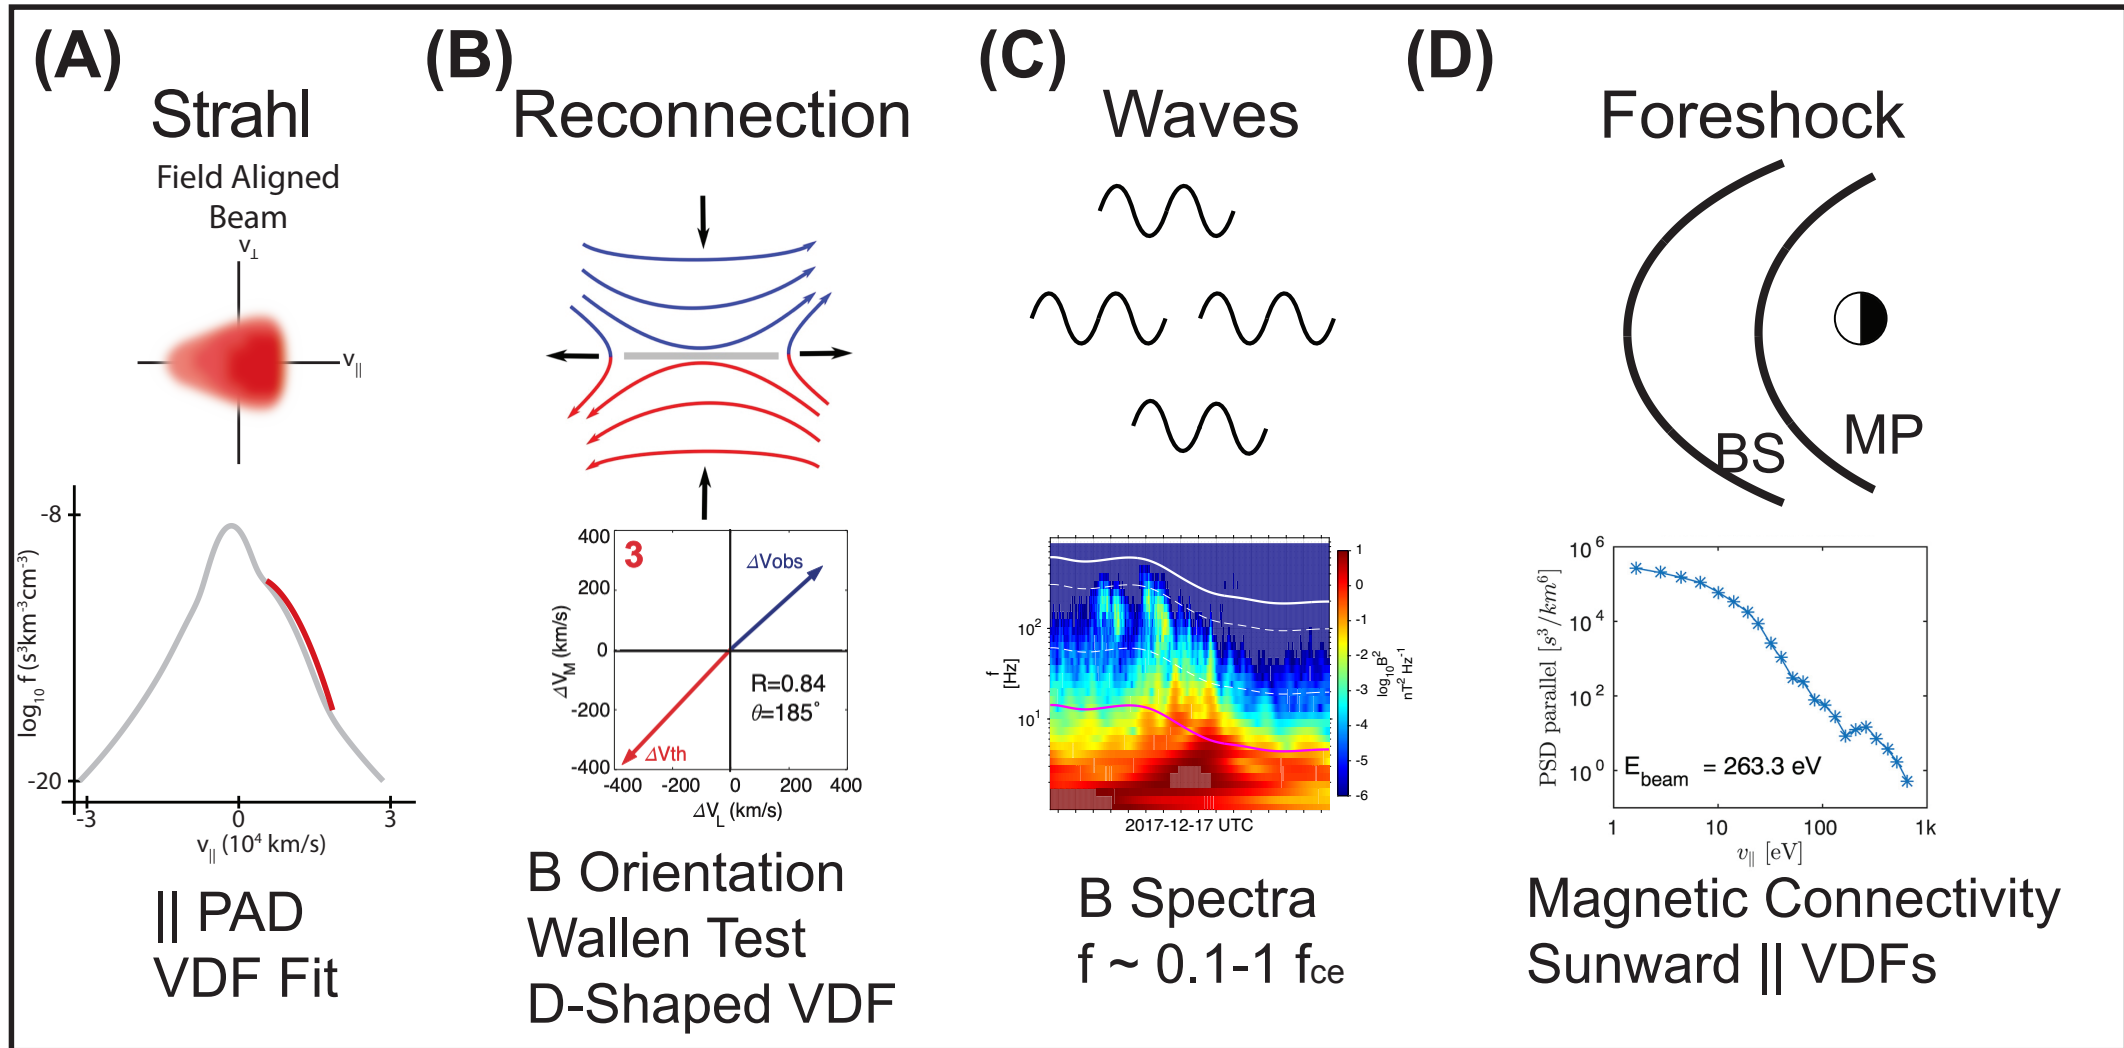 (A)
Strahl
Field Aligned
Beam
v⊥
v||
-8
-20
log₁₀ f (s³km⁻³cm⁻³)
-3
0
3
v|| (10⁴ km/s)
|| PAD
VDF Fit
(B)
Reconnection
3
ΔVobs
ΔVth
R=0.84
θ=185°
400
200
0
-200
-400
ΔV_M (km/s)
-400
-200
0
200
400
ΔV_L (km/s)
B Orientation
Wallen Test
D-Shaped VDF
(C)
Waves
10²
10¹
f
[Hz]
2017-12-17 UTC
1
0
-1
-2
-3
-4
-5
-6
log₁₀B²
nT² Hz⁻¹
B Spectra
f ~ 0.1-1 fce
(D)
Foreshock
BS
MP
10⁶
10⁴
10²
10⁰
PSD parallel [s³/km⁶]
E_beam = 263.3 eV
1
10
100
1k
v|| [eV]
Magnetic Connectivity
Sunward || VDFs